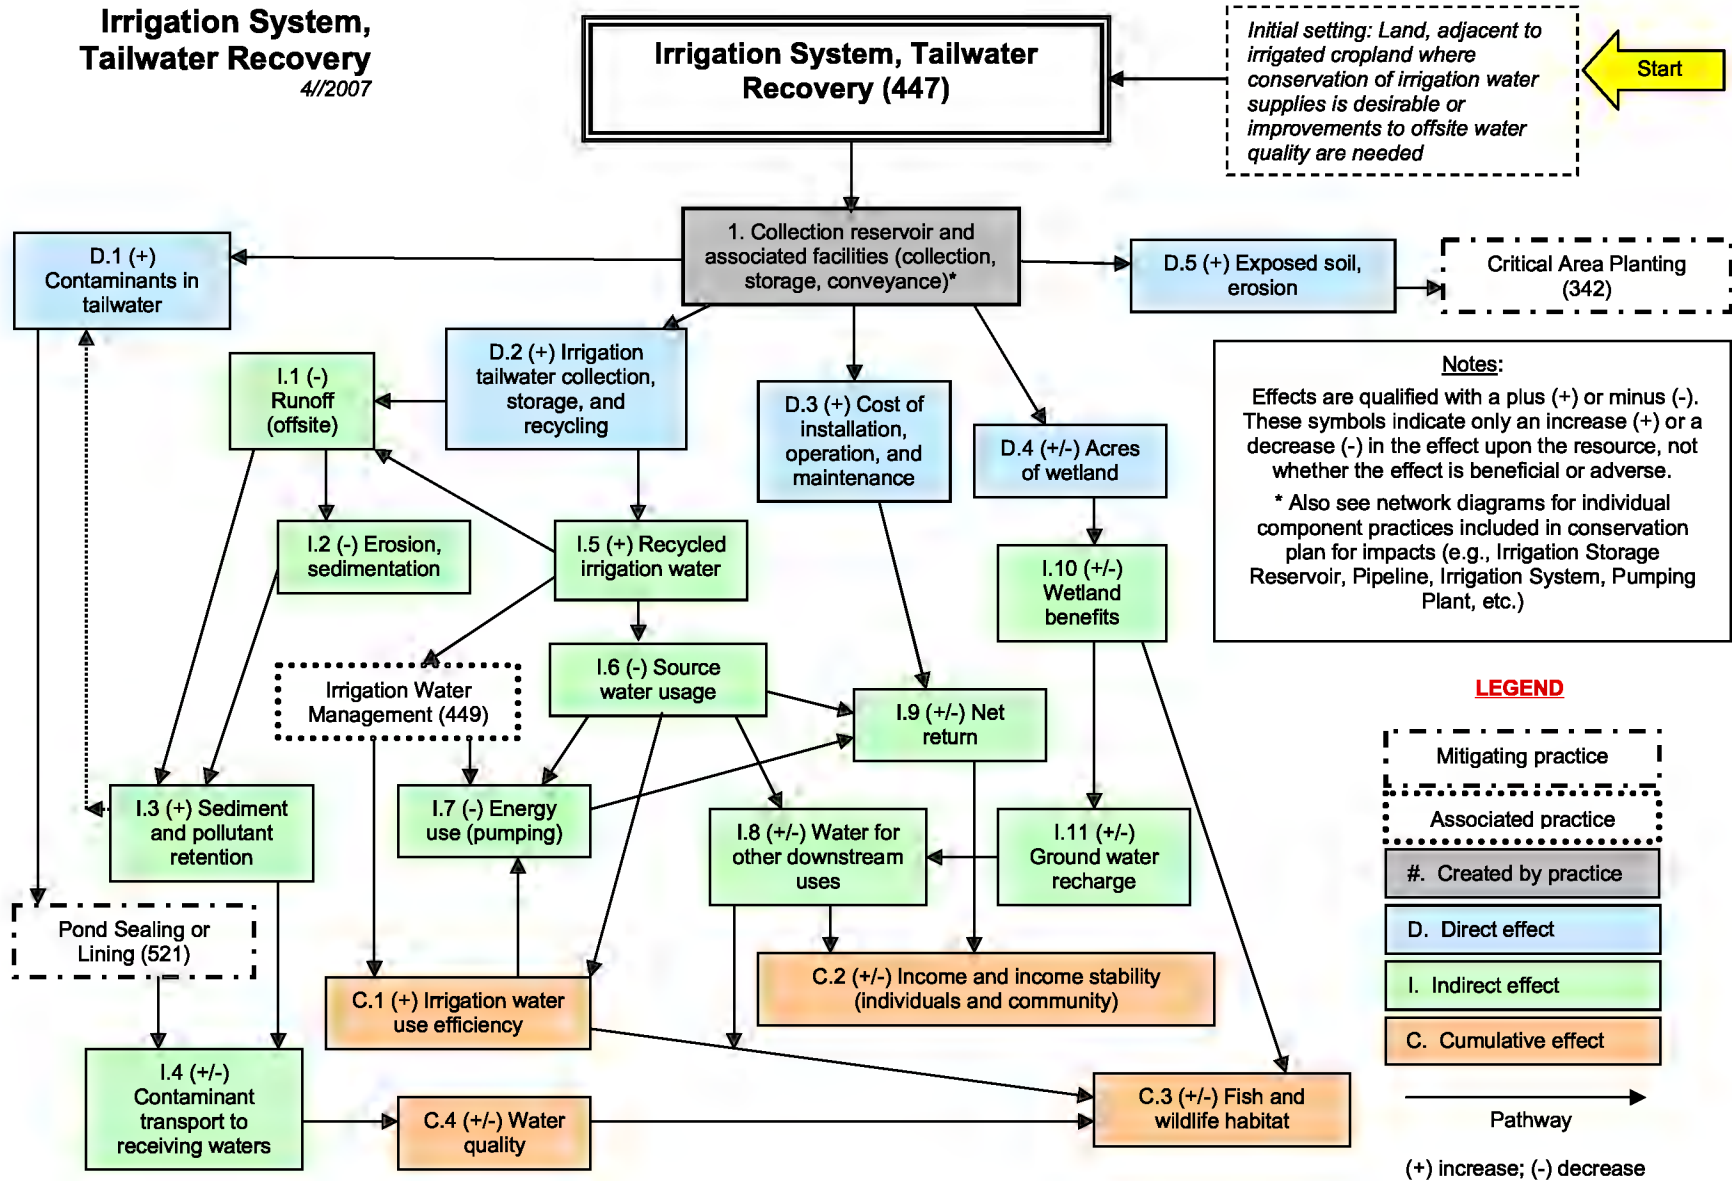 Irrigation System,
Tailwater Recovery
4//2007
Irrigation System, Tailwater
Recovery (447)
Initial setting: Land, adjacent to
irrigated cropland where
conservation of irrigation water
supplies is desirable or
improvements to offsite water
quality are needed
Start
1. Collection reservoir and
associated facilities (collection,
storage, conveyance)*
D.1 (+)
Contaminants in
tailwater
D.5 (+) Exposed soil,
erosion
Critical Area Planting
(342)
D.2 (+) Irrigation
tailwater collection,
storage, and
recycling
I.1 (-)
Runoff
(offsite)
D.3 (+) Cost of
installation,
operation, and
maintenance
D.4 (+/-) Acres
of wetland
Notes:
Effects are qualified with a plus (+) or minus (-).
These symbols indicate only an increase (+) or a
decrease (-) in the effect upon the resource, not
whether the effect is beneficial or adverse.
* Also see network diagrams for individual
component practices included in conservation
plan for impacts (e.g., Irrigation Storage
Reservoir, Pipeline, Irrigation System, Pumping
Plant, etc.)
I.2 (-) Erosion,
sedimentation
I.5 (+) Recycled
irrigation water
I.10 (+/-)
Wetland
benefits
Irrigation Water
Management (449)
I.6 (-) Source
water usage
I.9 (+/-) Net
return
I.3 (+) Sediment
and pollutant
retention
I.7 (-) Energy
use (pumping)
I.8 (+/-) Water for
other downstream
uses
I.11 (+/-)
Ground water
recharge
Pond Sealing or
Lining (521)
C.1 (+) Irrigation water
use efficiency
C.2 (+/-) Income and income stability
(individuals and community)
I.4 (+/-)
Contaminant
transport to
receiving waters
C.4 (+/-) Water
quality
C.3 (+/-) Fish and
wildlife habitat
LEGEND
Mitigating practice
Associated practice
#. Created by practice
D. Direct effect
I. Indirect effect
C. Cumulative effect
Pathway
(+) increase; (-) decrease